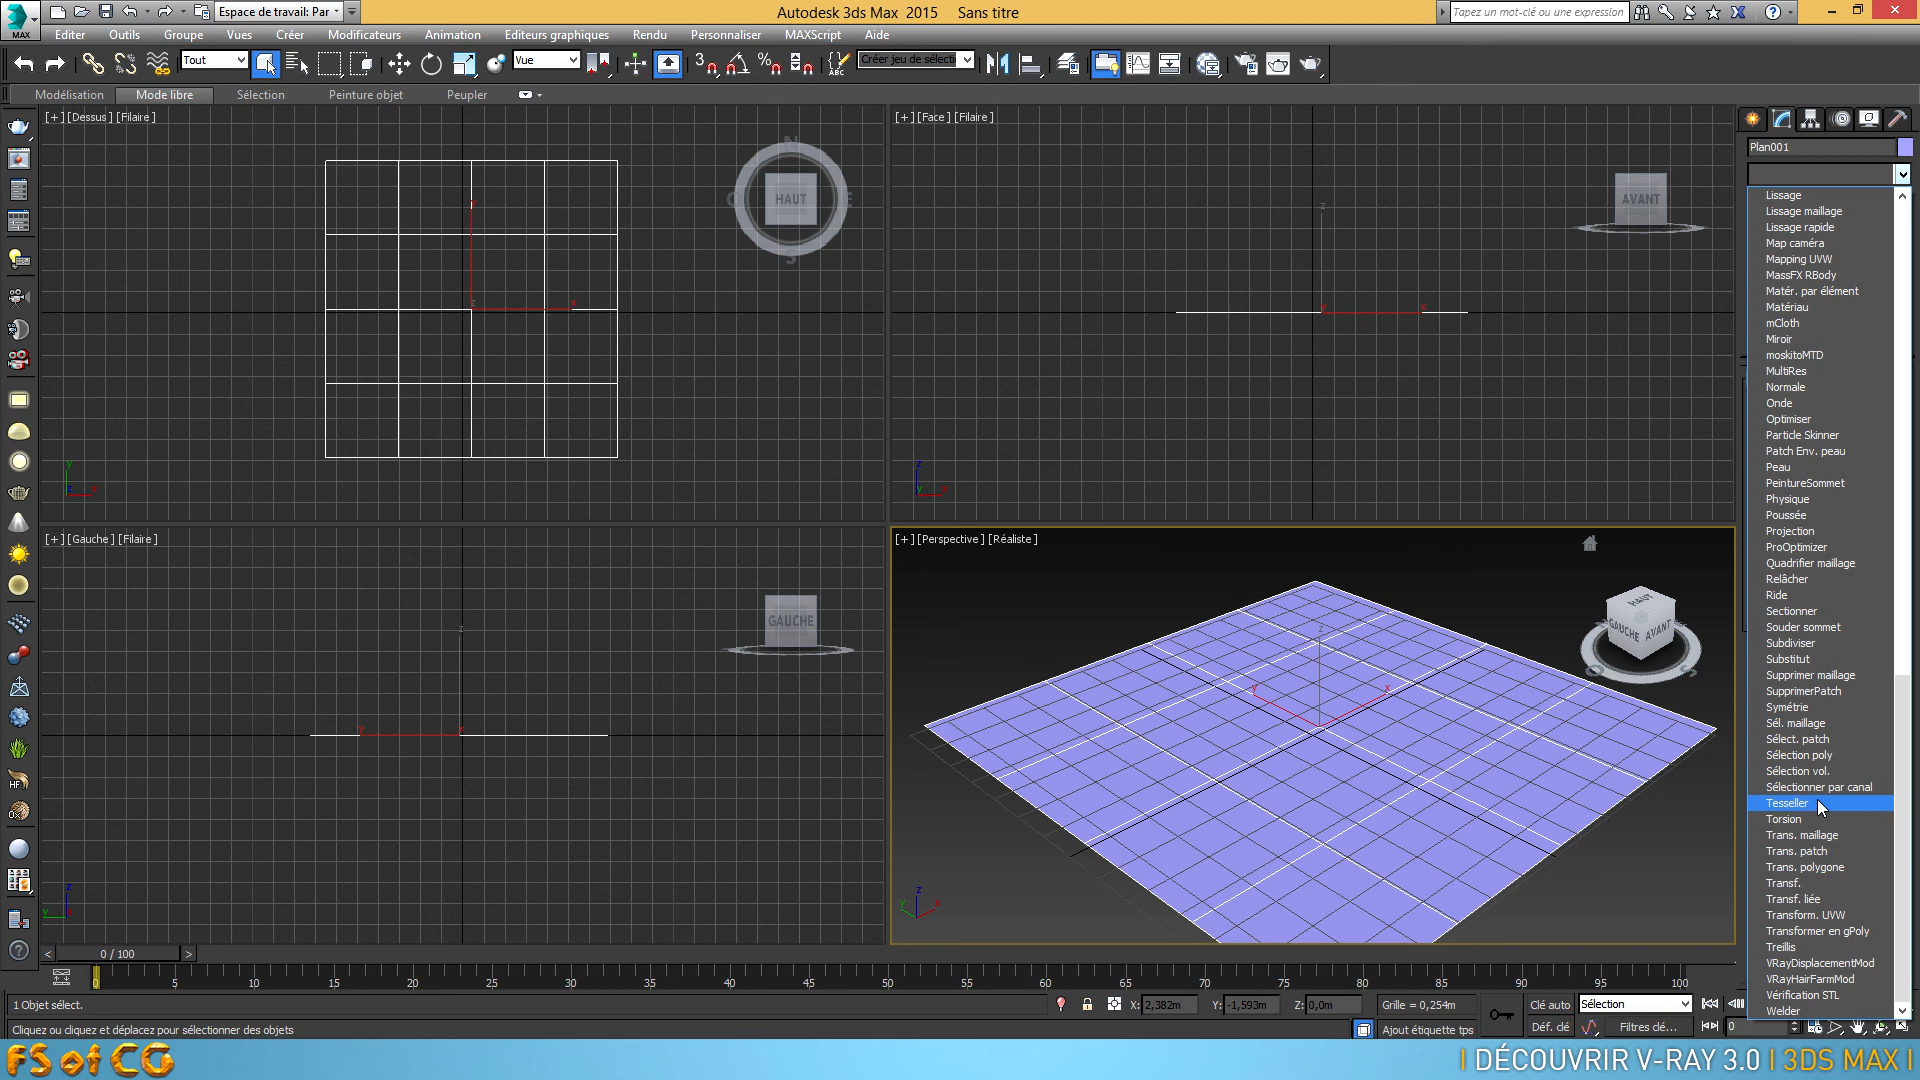 MAX
Espace de travail: Par
Autodesk 3ds Max 2015 Sans titre
Tapez un mot-clé ou une expression
Editer Outils Groupe Vues Créer Modificateurs Animation Editeurs graphiques Rendu Personnaliser MAXScript Aide
Tout Vue ABC Créer jeu de sélecti
Modélisation Mode libre Sélection Peinture objet Peupler
[+] [Dessus] [Filaire]
[+] [Face] [Filaire]
Plan001
HAUT
AVANT
Lissage
Lissage maillage
Lissage rapide
Map caméra
Mapping UVW
MassFX RBody
Matér. par élément
Matériau
mCloth
Miroir
moskitoMTD
MultiRes
Normale
Onde
Optimiser
Particle Skinner
Patch Env. peau
Peau
PeintureSommet
Physique
Poussée
Projection
ProOptimizer
Quadrifier maillage
Relâcher
Ride
Sectionner
Souder sommet
Subdiviser
Substitut
Supprimer maillage
SupprimerPatch
Symétrie
Sél. maillage
Sélect. patch
Sélection poly
Sélection vol.
Sélectionner par canal
Tesseller
Torsion
Trans. maillage
Trans. patch
Trans. polygone
Transf.
Transf. liée
Transform. UVW
Transformer en gPoly
Treillis
VRayDisplacementMod
VRayHairFarmMod
Vérification STL
Welder
[+] [Gauche] [Filaire]
[+] [Perspective] [Réaliste]
GAUCHE
HAUT
GAUCHE AVANT
< 0 / 100 >
0 5 10 15 20 25 30 35 40 45 50 55 60 65 70 75 80 85 90 95 100
1 Objet sélect.
X: 2,382m Y: -1,593m Z: 0,0m Grille = 0,254m Clé auto Sélection
Cliquez ou cliquez et déplacez pour sélectionner des objets
Ajout étiquette tps Déf. clé Filtres clé... 0
FS of CG
| DÉCOUVRIR V-RAY 3.0 | 3DS MAX |